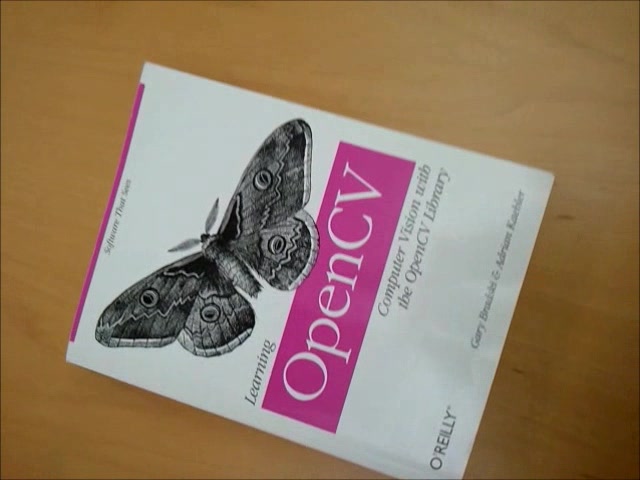 Software That Sees
Learning
OpenCV
Computer Vision with
the OpenCV Library
O'REILLY®
Gary Bradski & Adrian Kaehler